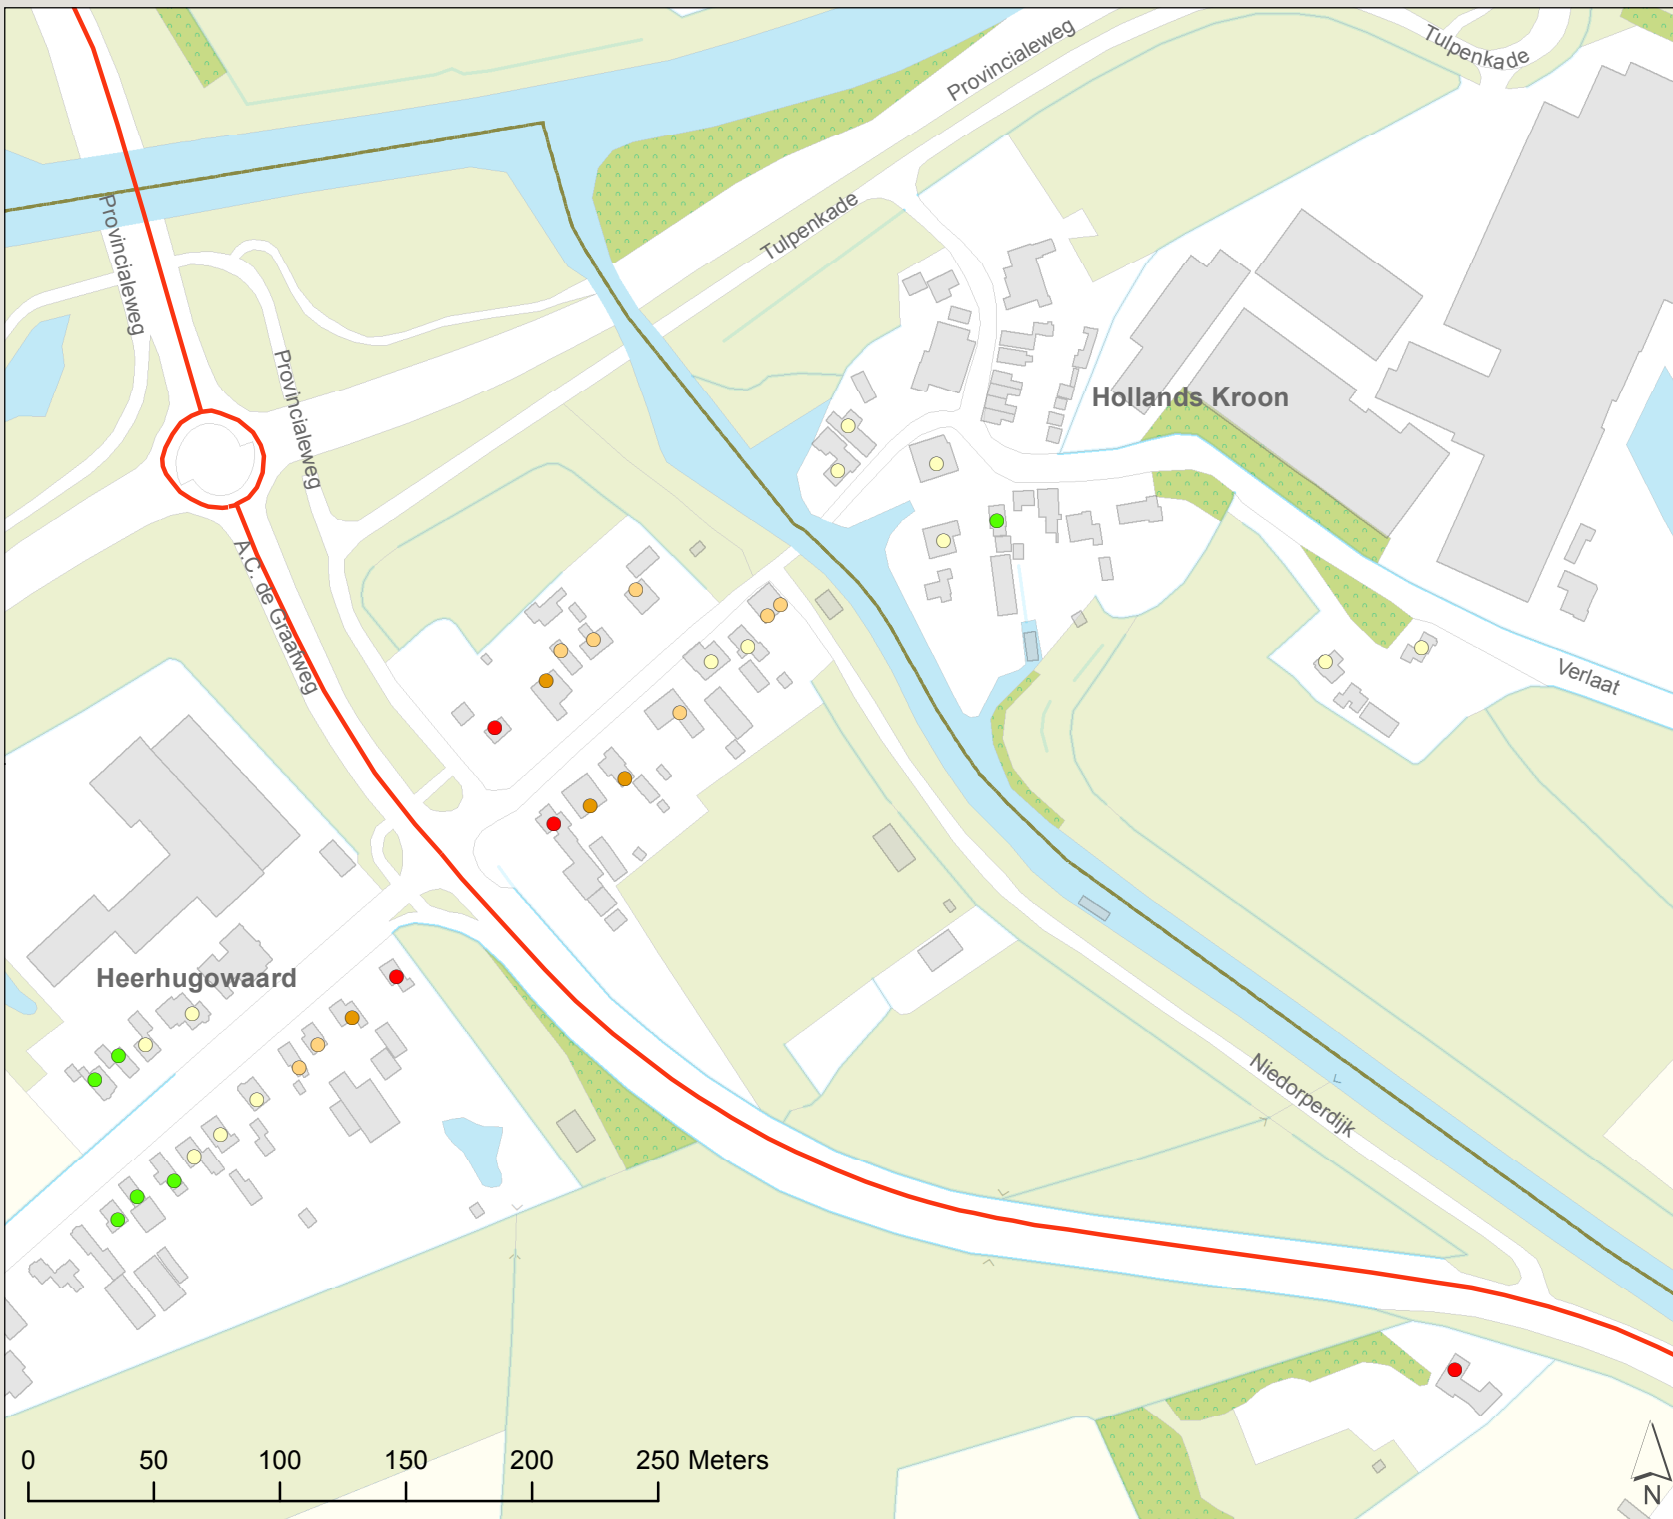 Provincialeweg
Tulpenkade
Provincialeweg
Tulpenkade
Provincialeweg
Hollands Kroon
A.C. de Graafweg
Verlaat
Heerhugowaard
Niedorperdijk
0 50 100 150 200 250 Meters
N